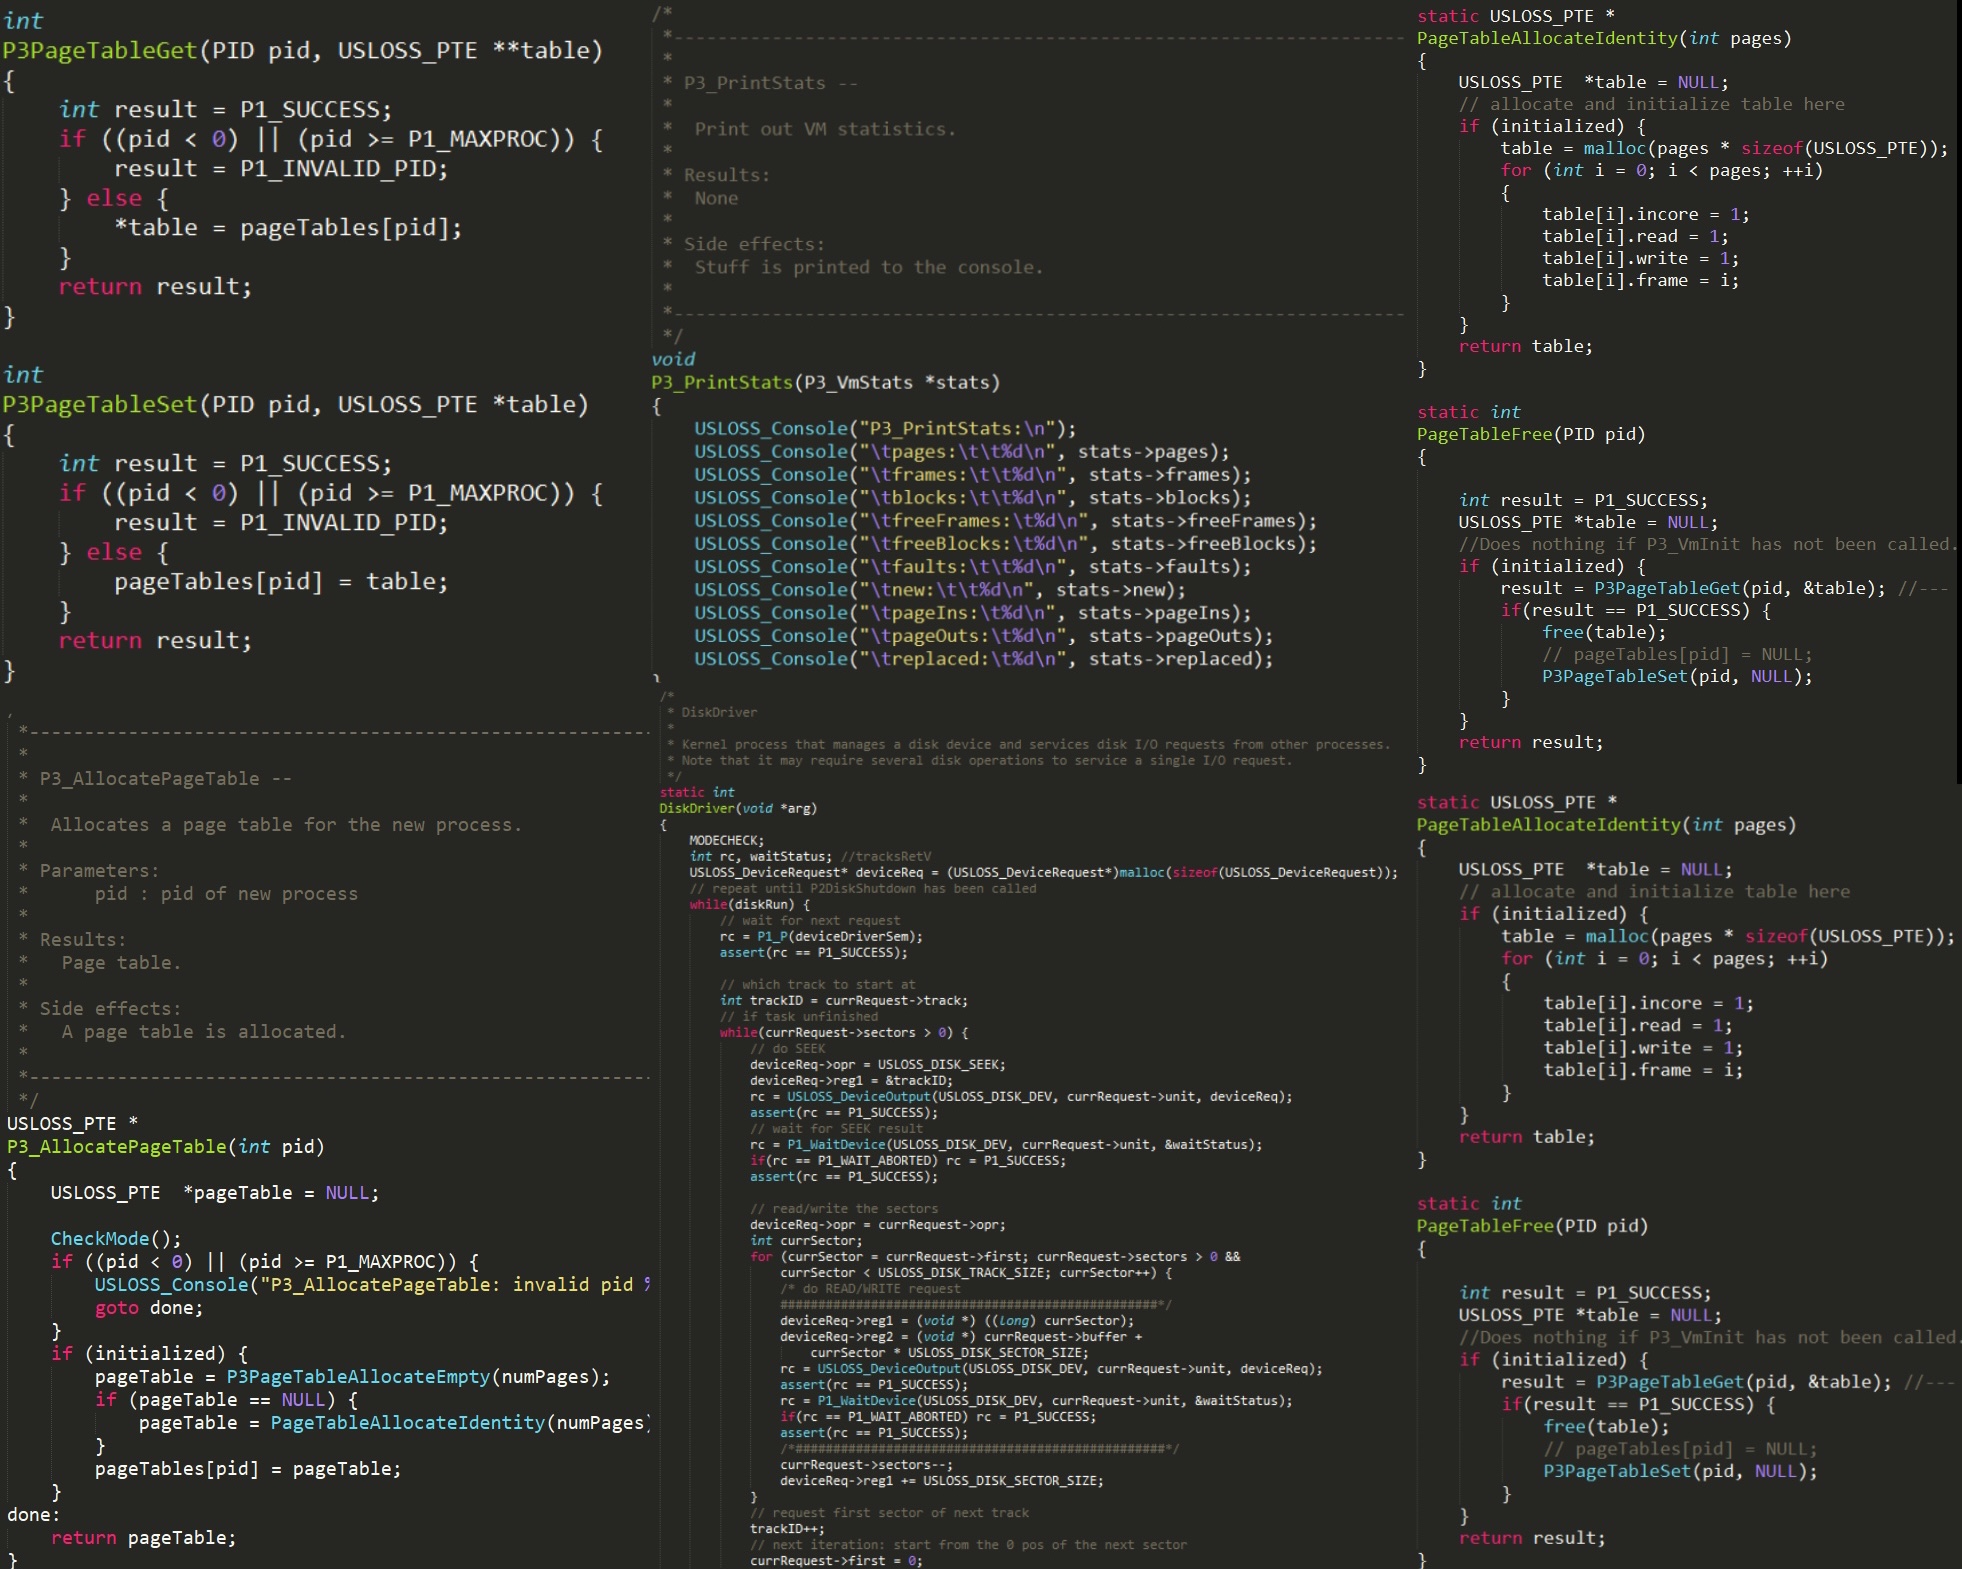 int
P3PageTableGet(PID pid, USLOSS_PTE **table)
{
    int result = P1_SUCCESS;
    if ((pid < 0) || (pid >= P1_MAXPROC)) {
        result = P1_INVALID_PID;
    } else {
        *table = pageTables[pid];
    }
    return result;
}
int
P3PageTableSet(PID pid, USLOSS_PTE *table)
{
    int result = P1_SUCCESS;
    if ((pid < 0) || (pid >= P1_MAXPROC)) {
        result = P1_INVALID_PID;
    } else {
        pageTables[pid] = table;
    }
    return result;
}
 *----------------------------------------------------------
 *
 * P3_AllocatePageTable --
 *
 *  Allocates a page table for the new process.
 *
 * Parameters:
 *      pid : pid of new process
 *
 * Results:
 *   Page table.
 *
 * Side effects:
 *   A page table is allocated.
 *
 *----------------------------------------------------------
 */
USLOSS_PTE *
P3_AllocatePageTable(int pid)
{
    USLOSS_PTE  *pageTable = NULL;
    CheckMode();
    if ((pid < 0) || (pid >= P1_MAXPROC)) {
        USLOSS_Console("P3_AllocatePageTable: invalid pid %
        goto done;
    }
    if (initialized) {
        pageTable = P3PageTableAllocateEmpty(numPages);
        if (pageTable == NULL) {
            pageTable = PageTableAllocateIdentity(numPages)
        }
        pageTables[pid] = pageTable;
    }
done:
    return pageTable;
}
/*
 *-------------------------------------------------------------------
 *
 * P3_PrintStats --
 *
 *  Print out VM statistics.
 *
 * Results:
 *  None
 *
 * Side effects:
 *  Stuff is printed to the console.
 *
 *-------------------------------------------------------------------
 */
void
P3_PrintStats(P3_VmStats *stats)
{
    USLOSS_Console("P3_PrintStats:\n");
    USLOSS_Console("\tpages:\t\t%d\n", stats->pages);
    USLOSS_Console("\tframes:\t\t%d\n", stats->frames);
    USLOSS_Console("\tblocks:\t\t%d\n", stats->blocks);
    USLOSS_Console("\tfreeFrames:\t%d\n", stats->freeFrames);
    USLOSS_Console("\tfreeBlocks:\t%d\n", stats->freeBlocks);
    USLOSS_Console("\tfaults:\t%d\n", stats->faults);
    USLOSS_Console("\tnew:\t\t%d\n", stats->new);
    USLOSS_Console("\tpageIns:\t%d\n", stats->pageIns);
    USLOSS_Console("\tpageOuts:\t%d\n", stats->pageOuts);
    USLOSS_Console("\treplaced:\t%d\n", stats->replaced);
/*
 * DiskDriver
 *
 * Kernel process that manages a disk device and services disk I/O requests from other processes.
 * Note that it may require several disk operations to service a single I/O request.
 */
static int
DiskDriver(void *arg)
{
    MODECHECK;
    int rc, waitStatus; //tracksRetV
    USLOSS_DeviceRequest* deviceReq = (USLOSS_DeviceRequest*)malloc(sizeof(USLOSS_DeviceRequest));
    // repeat until P2DiskShutdown has been called
    while(diskRun) {
        // wait for next request
        rc = P1_P(deviceDriverSem);
        assert(rc == P1_SUCCESS);
        // which track to start at
        int trackID = currRequest->track;
        // if task unfinished
        while(currRequest->sectors > 0) {
            // do SEEK
            deviceReq->opr = USLOSS_DISK_SEEK;
            deviceReq->reg1 = &trackID;
            rc = USLOSS_DeviceOutput(USLOSS_DISK_DEV, currRequest->unit, deviceReq);
            assert(rc == P1_SUCCESS);
            // wait for SEEK result
            rc = P1_WaitDevice(USLOSS_DISK_DEV, currRequest->unit, &waitStatus);
            if(rc == P1_WAIT_ABORTED) rc = P1_SUCCESS;
            assert(rc == P1_SUCCESS);
            // read/write the sectors
            deviceReq->opr = currRequest->opr;
            int currSector;
            for (currSector = currRequest->first; currRequest->sectors > 0 &&
                currSector < USLOSS_DISK_TRACK_SIZE; currSector++) {
                /* do READ/WRITE request
                ##################################################*/
                deviceReq->reg1 = (void *) ((long) currSector);
                deviceReq->reg2 = (void *) currRequest->buffer +
                    currSector * USLOSS_DISK_SECTOR_SIZE;
                rc = USLOSS_DeviceOutput(USLOSS_DISK_DEV, currRequest->unit, deviceReq);
                assert(rc == P1_SUCCESS);
                rc = P1_WaitDevice(USLOSS_DISK_DEV, currRequest->unit, &waitStatus);
                if(rc == P1_WAIT_ABORTED) rc = P1_SUCCESS;
                assert(rc == P1_SUCCESS);
                /*#################################################*/
                currRequest->sectors--;
                deviceReq->reg1 += USLOSS_DISK_SECTOR_SIZE;
            }
            // request first sector of next track
            trackID++;
            // next iteration: start from the 0 pos of the next sector
            currRequest->first = 0;
static USLOSS_PTE *
PageTableAllocateIdentity(int pages)
{
    USLOSS_PTE  *table = NULL;
    // allocate and initialize table here
    if (initialized) {
        table = malloc(pages * sizeof(USLOSS_PTE));
        for (int i = 0; i < pages; ++i)
        {
            table[i].incore = 1;
            table[i].read = 1;
            table[i].write = 1;
            table[i].frame = i;
        }
    }
    return table;
}
static int
PageTableFree(PID pid)
{
    int result = P1_SUCCESS;
    USLOSS_PTE *table = NULL;
    //Does nothing if P3_VmInit has not been called.
    if (initialized) {
        result = P3PageTableGet(pid, &table); //---
        if(result == P1_SUCCESS) {
            free(table);
            // pageTables[pid] = NULL;
            P3PageTableSet(pid, NULL);
        }
    }
    return result;
}
static USLOSS_PTE *
PageTableAllocateIdentity(int pages)
{
    USLOSS_PTE  *table = NULL;
    // allocate and initialize table here
    if (initialized) {
        table = malloc(pages * sizeof(USLOSS_PTE));
        for (int i = 0; i < pages; ++i)
        {
            table[i].incore = 1;
            table[i].read = 1;
            table[i].write = 1;
            table[i].frame = i;
        }
    }
    return table;
}
static int
PageTableFree(PID pid)
{
    int result = P1_SUCCESS;
    USLOSS_PTE *table = NULL;
    //Does nothing if P3_VmInit has not been called.
    if (initialized) {
        result = P3PageTableGet(pid, &table); //---
        if(result == P1_SUCCESS) {
            free(table);
            // pageTables[pid] = NULL;
            P3PageTableSet(pid, NULL);
        }
    }
    return result;
}